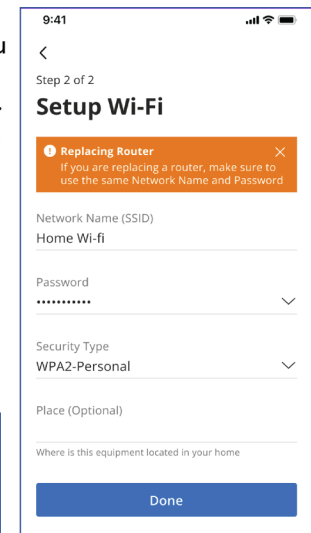 u
9:41
Step 2 of 2
.
Setup Wi-Fi
Replacing Router
If you are replacing a router, make sure to
use the same Network Name and Password
Network Name (SSID)
Home Wi-fi
Password
•••••••••••
Security Type
WPA2-Personal
Place (Optional)
Where is this equipment located in your home
Done